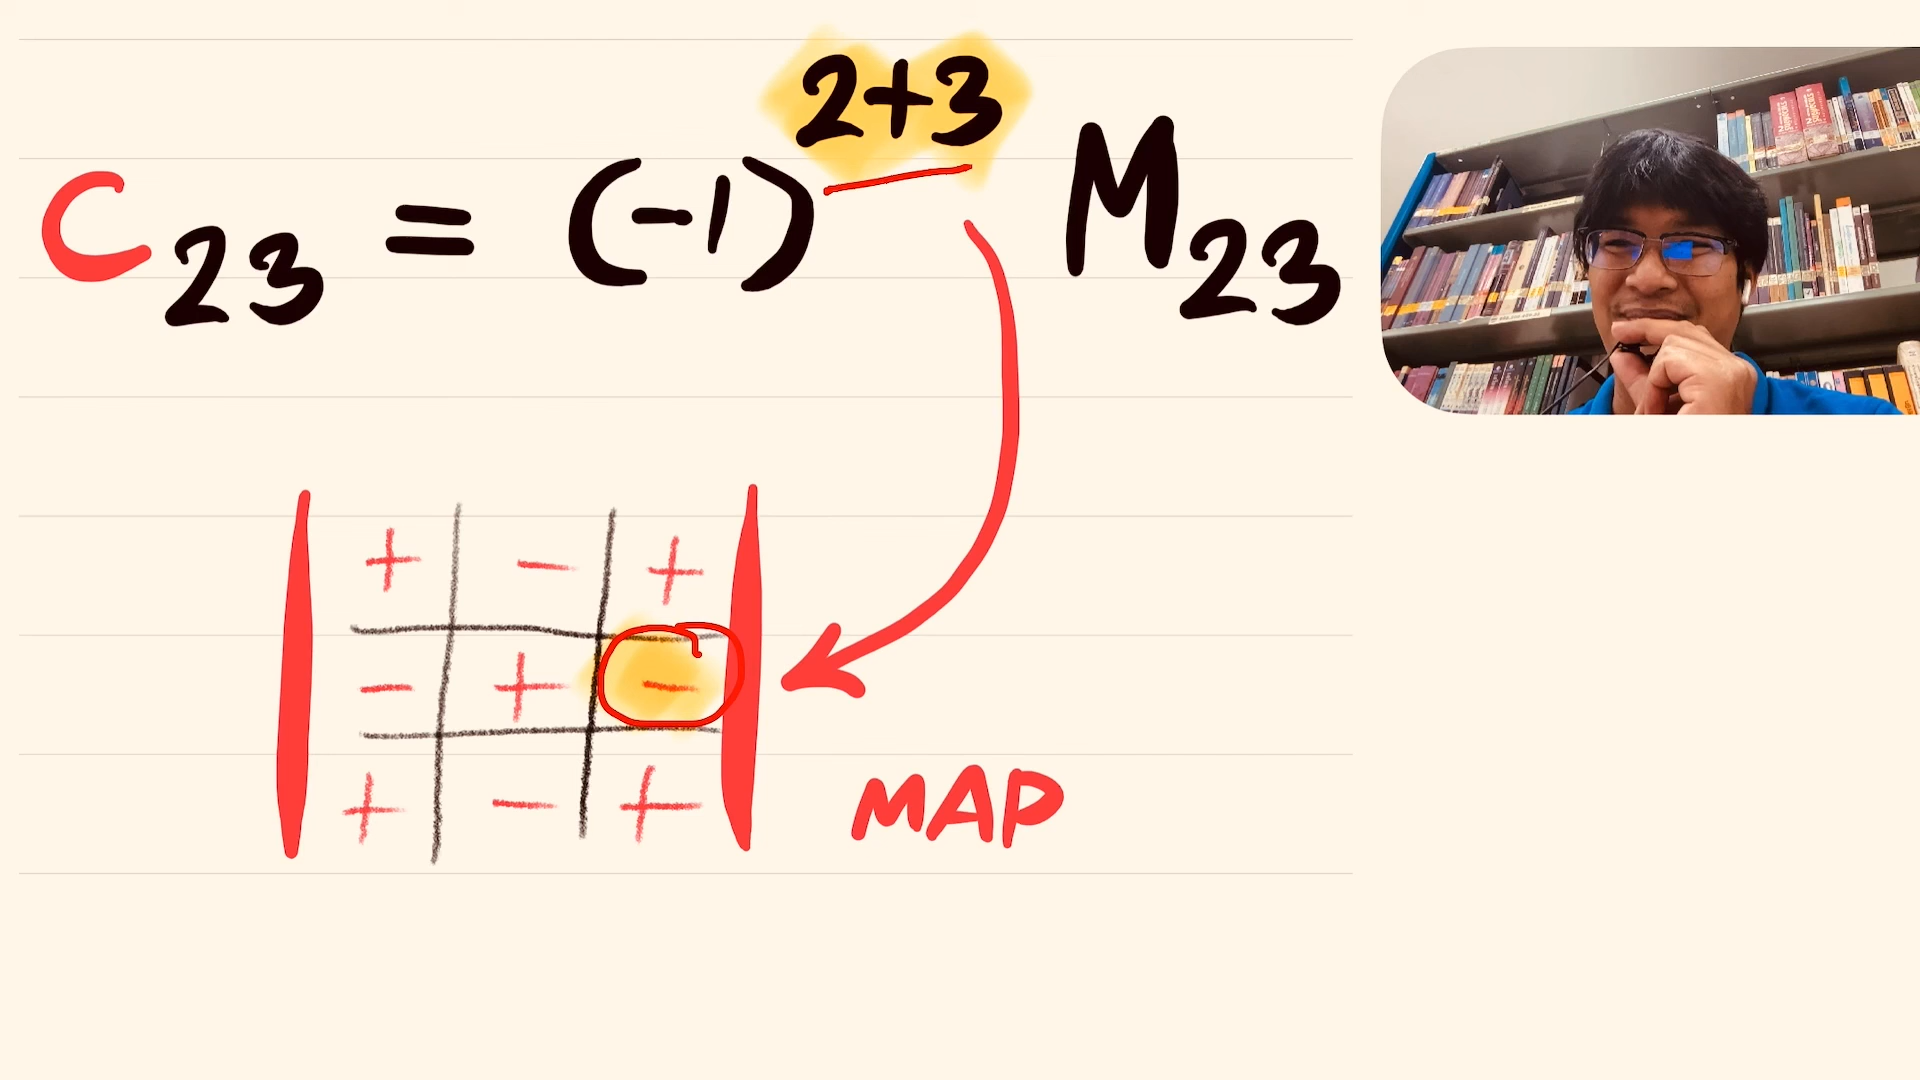 C₂₃ = (-1)²⁺³ M₂₃
+ - +
- + -
+ - +
MAP